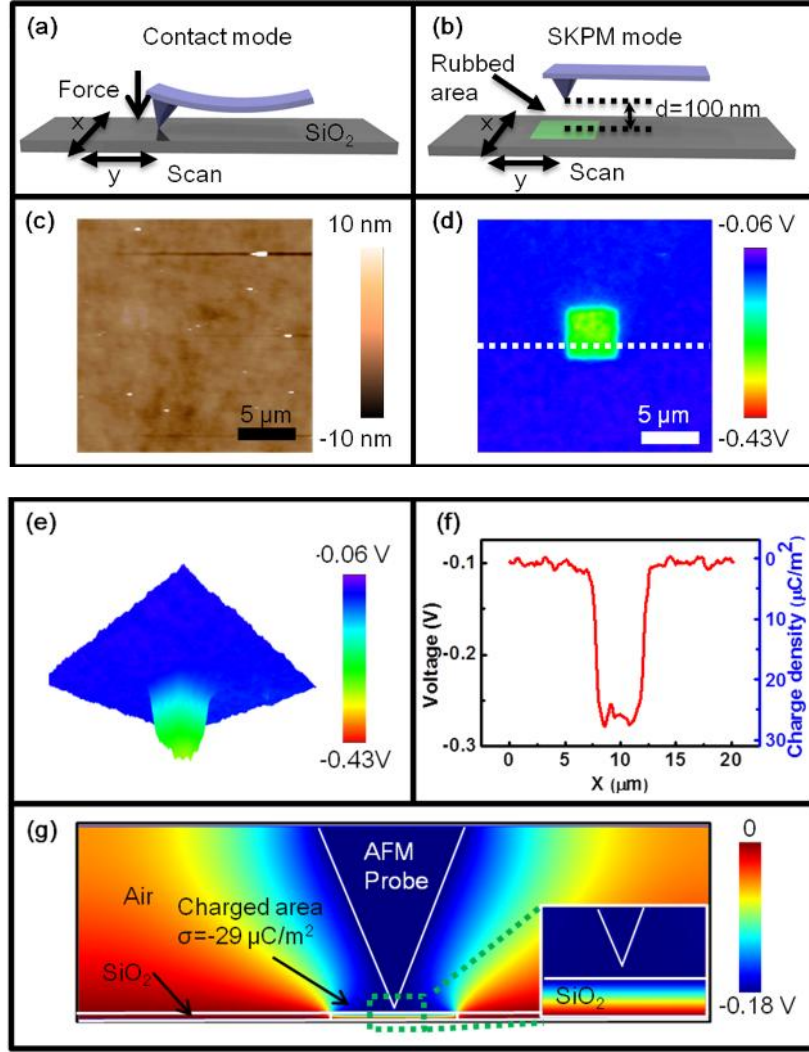 (a)
Contact mode
Force
x
y
Scan
SiO₂
(b)
SKPM mode
Rubbed
area
d=100 nm
x
y
Scan
(c)
10 nm
5 µm
-10 nm
(d)
-0.06 V
5 µm
-0.43V
(e)
-0.06 V
-0.43V
(f)
Voltage (V)
-0.1
-0.2
-0.3
0
5
10
15
20
X (µm)
0
10
20
30
Charge density (µC/m²)
(g)
AFM
Probe
Air
Charged area
σ=-29 µC/m²
SiO₂
SiO₂
0
-0.18 V